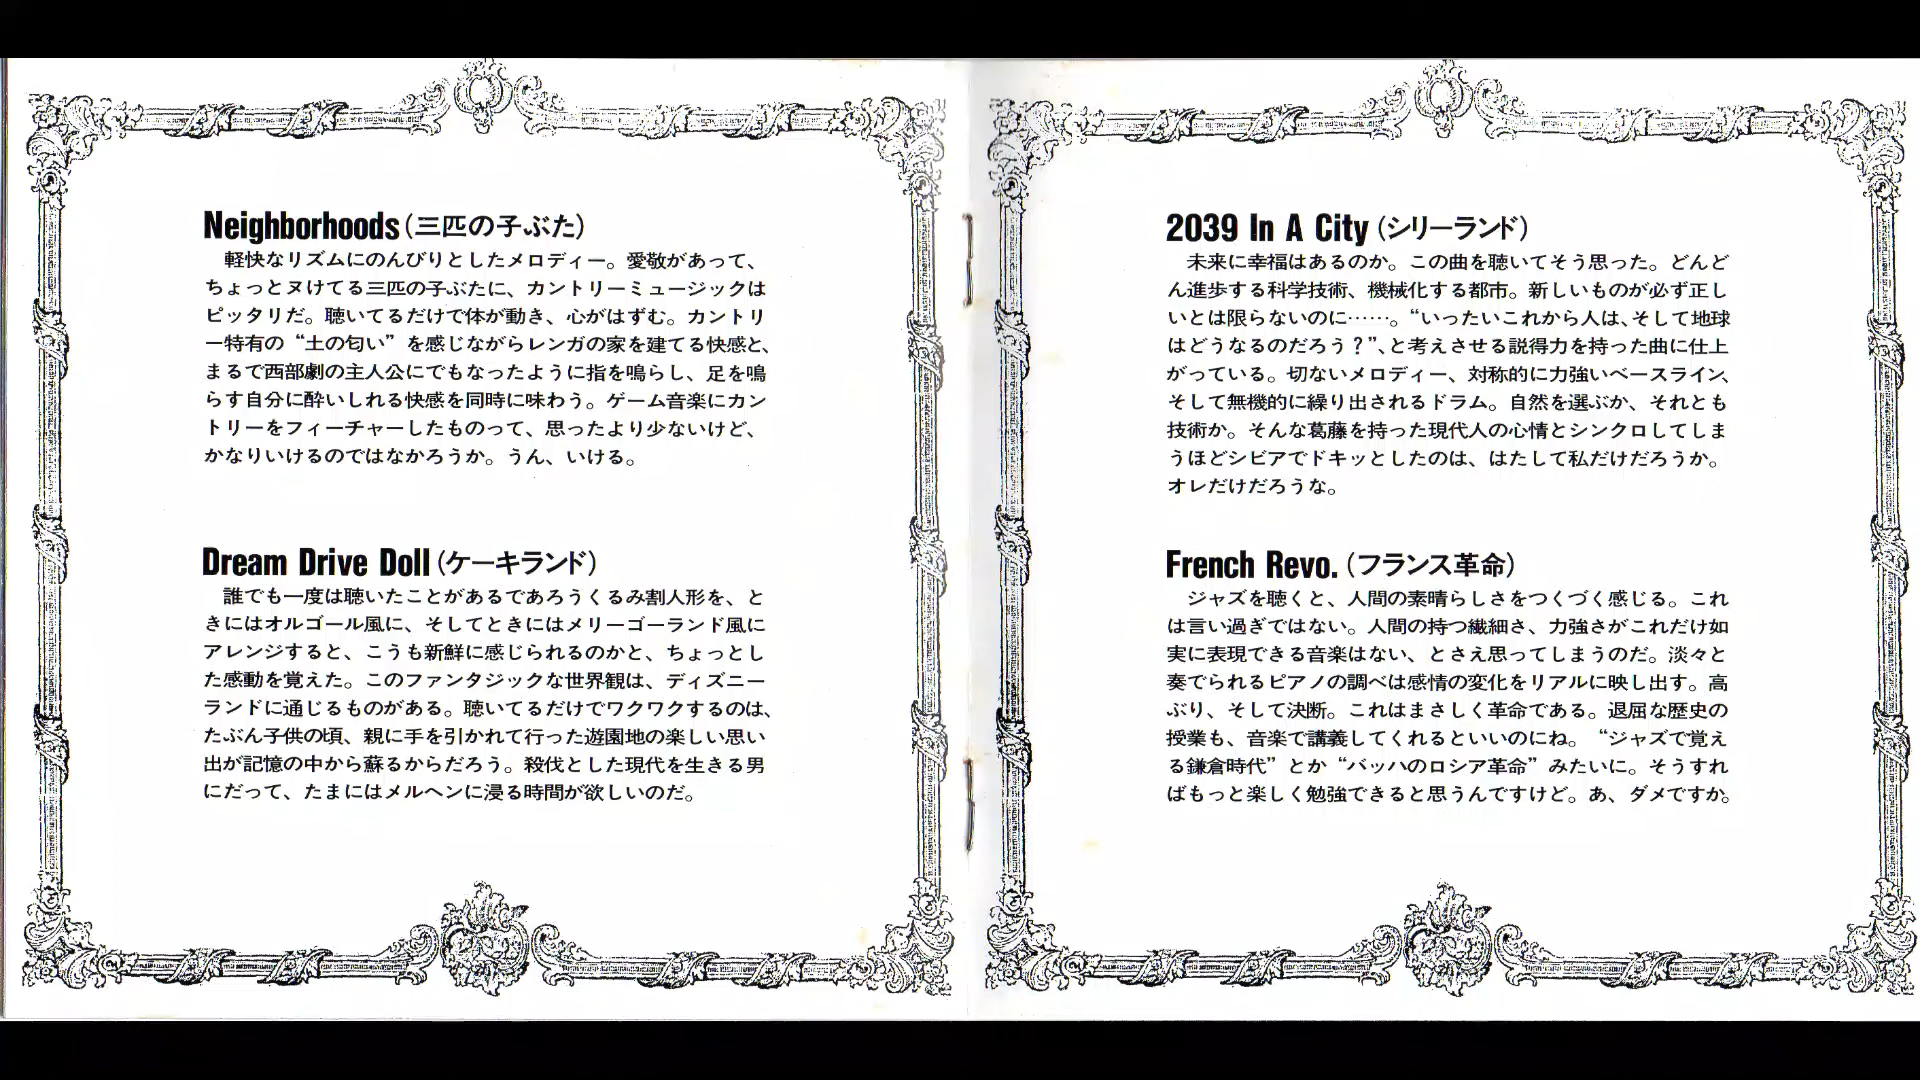 Neighborhoods(三匹の子ぶた)
軽快なリズムにのんびりとしたメロディー。愛敬があって、
ちょっとヌけてる三匹の子ぶたに、カントリーミュージックは
ピッタリだ。聴いてるだけで体が動き、心がはずむ。カントリ
ー特有の“土の匂い”を感じながらレンガの家を建てる快感と、
まるで西部劇の主人公にでもなったように指を鳴らし、足を鳴
らす自分に酔いしれる快感を同時に味わう。ゲーム音楽にカン
トリーをフィーチャーしたものって、思ったより少ないけど、
かなりいけるのではなかろうか。うん、いける。
Dream Drive Doll(ケーキランド)
誰でも一度は聴いたことがあるであろうくるみ割人形を、と
きにはオルゴール風に、そしてときにはメリーゴーランド風に
アレンジすると、こうも新鮮に感じられるのかと、ちょっとし
た感動を覚えた。このファンタジックな世界観は、ディズニー
ランドに通じるものがある。聴いてるだけでワクワクするのは、
たぶん子供の頃、親に手を引かれて行った遊園地の楽しい思い
出が記憶の中から蘇るからだろう。殺伐とした現代を生きる男
にだって、たまにはメルヘンに浸る時間が欲しいのだ。
2039 In A City(シリーランド)
未来に幸福はあるのか。この曲を聴いてそう思った。どんど
ん進歩する科学技術、機械化する都市。新しいものが必ず正し
いとは限らないのに……。“いったいこれから人は、そして地球
はどうなるのだろう?”、と考えさせる説得力を持った曲に仕上
がっている。切ないメロディー、対称的に力強いベースライン、
そして無機的に繰り出されるドラム。自然を選ぶか、それとも
技術か。そんな葛藤を持った現代人の心情とシンクロしてしま
うほどシビアでドキッとしたのは、はたして私だけだろうか。
オレだけだろうな。
French Revo.(フランス革命)
ジャズを聴くと、人間の素晴らしさをつくづく感じる。これ
は言い過ぎではない。人間の持つ繊細さ、力強さがこれだけ如
実に表現できる音楽はない、とさえ思ってしまうのだ。淡々と
奏でられるピアノの調べは感情の変化をリアルに映し出す。高
ぶり、そして決断。これはまさしく革命である。退屈な歴史の
授業も、音楽で講義してくれるといいのにね。“ジャズで覚え
る鎌倉時代”とか“バッハのロシア革命”みたいに。そうすれ
ばもっと楽しく勉強できると思うんですけど。あ、ダメですか。